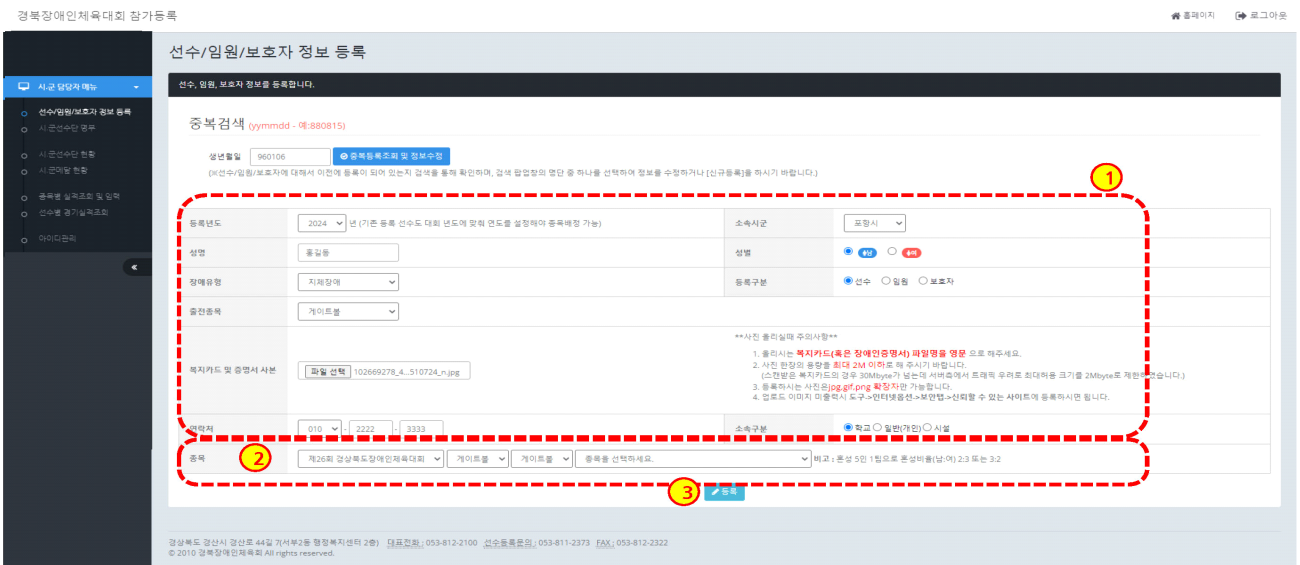 경북장애인체육대회 참가등록
홈페이지 로그아웃
선수/임원/보호자 정보 등록
시.군 담당자 메뉴
선수/임원/보호자 정보 등록
시.군선수단 명부
시.군선수단 현황
시.군메달 현황
종목별 실적조회 및 입력
선수별 경기실적조회
아이디관리
선수, 임원, 보호자 정보를 등록합니다.
중복검색 (yymmdd - 예:880815)
생년월일 960106 중복등록조회 및 정보수정
(※선수/임원/보호자에 대해서 이전에 등록이 되어 있는지 검색을 통해 확인하며, 검색 팝업창의 명단 중 하나를 선택하여 정보를 수정하거나 [신규등록]을 하시기 바랍니다.)
1
등록년도 2024 년 (기존 등록 선수도 대회 년도에 맞춰 연도를 설정해야 종목배정 가능) 소속시군 포항시
성명 홍길동 성별 남 여
장애유형 지체장애 등록구분 선수 임원 보호자
출전종목 게이트볼
복지카드 및 증명서 사본 파일 선택 102669278_4...510724_n.jpg
**사진 올리실때 주의사항**
1. 올리시는 복지카드(혹은 장애인증명서) 파일명을 영문 으로 해주세요.
2. 사진 한장의 용량을 최대 2M 이하로 해 주시기 바랍니다.
(스캔받은 복지카드의 경우 30Mbyte가 넘는데 서버측에서 트래픽 우려로 최대허용 크기를 2Mbyte로 제한하였습니다.)
3. 등록하시는 사진은jpg,gif,png 확장자만 가능합니다.
4. 업로드 이미지 미출력시 도구->인터넷옵션->보안탭->신뢰할 수 있는 사이트에 등록하시면 됩니다.
연락처 010 - 2222 - 3333 소속구분 학교 일반(개인) 시설
종목 2 제26회 경상북도장애인체육대회 게이트볼 게이트볼 종목을 선택하세요. 비고 : 혼성 5인 1팀으로 혼성비율(남:여) 2:3 또는 3:2
3 등록
경상북도 경산시 경산로 44길 7(서부2동 행정복지센터 2층) 대표전화 : 053-812-2100 선수등록문의 : 053-811-2373 FAX : 053-812-2322
© 2010 경북장애인체육회 All rights reserved.